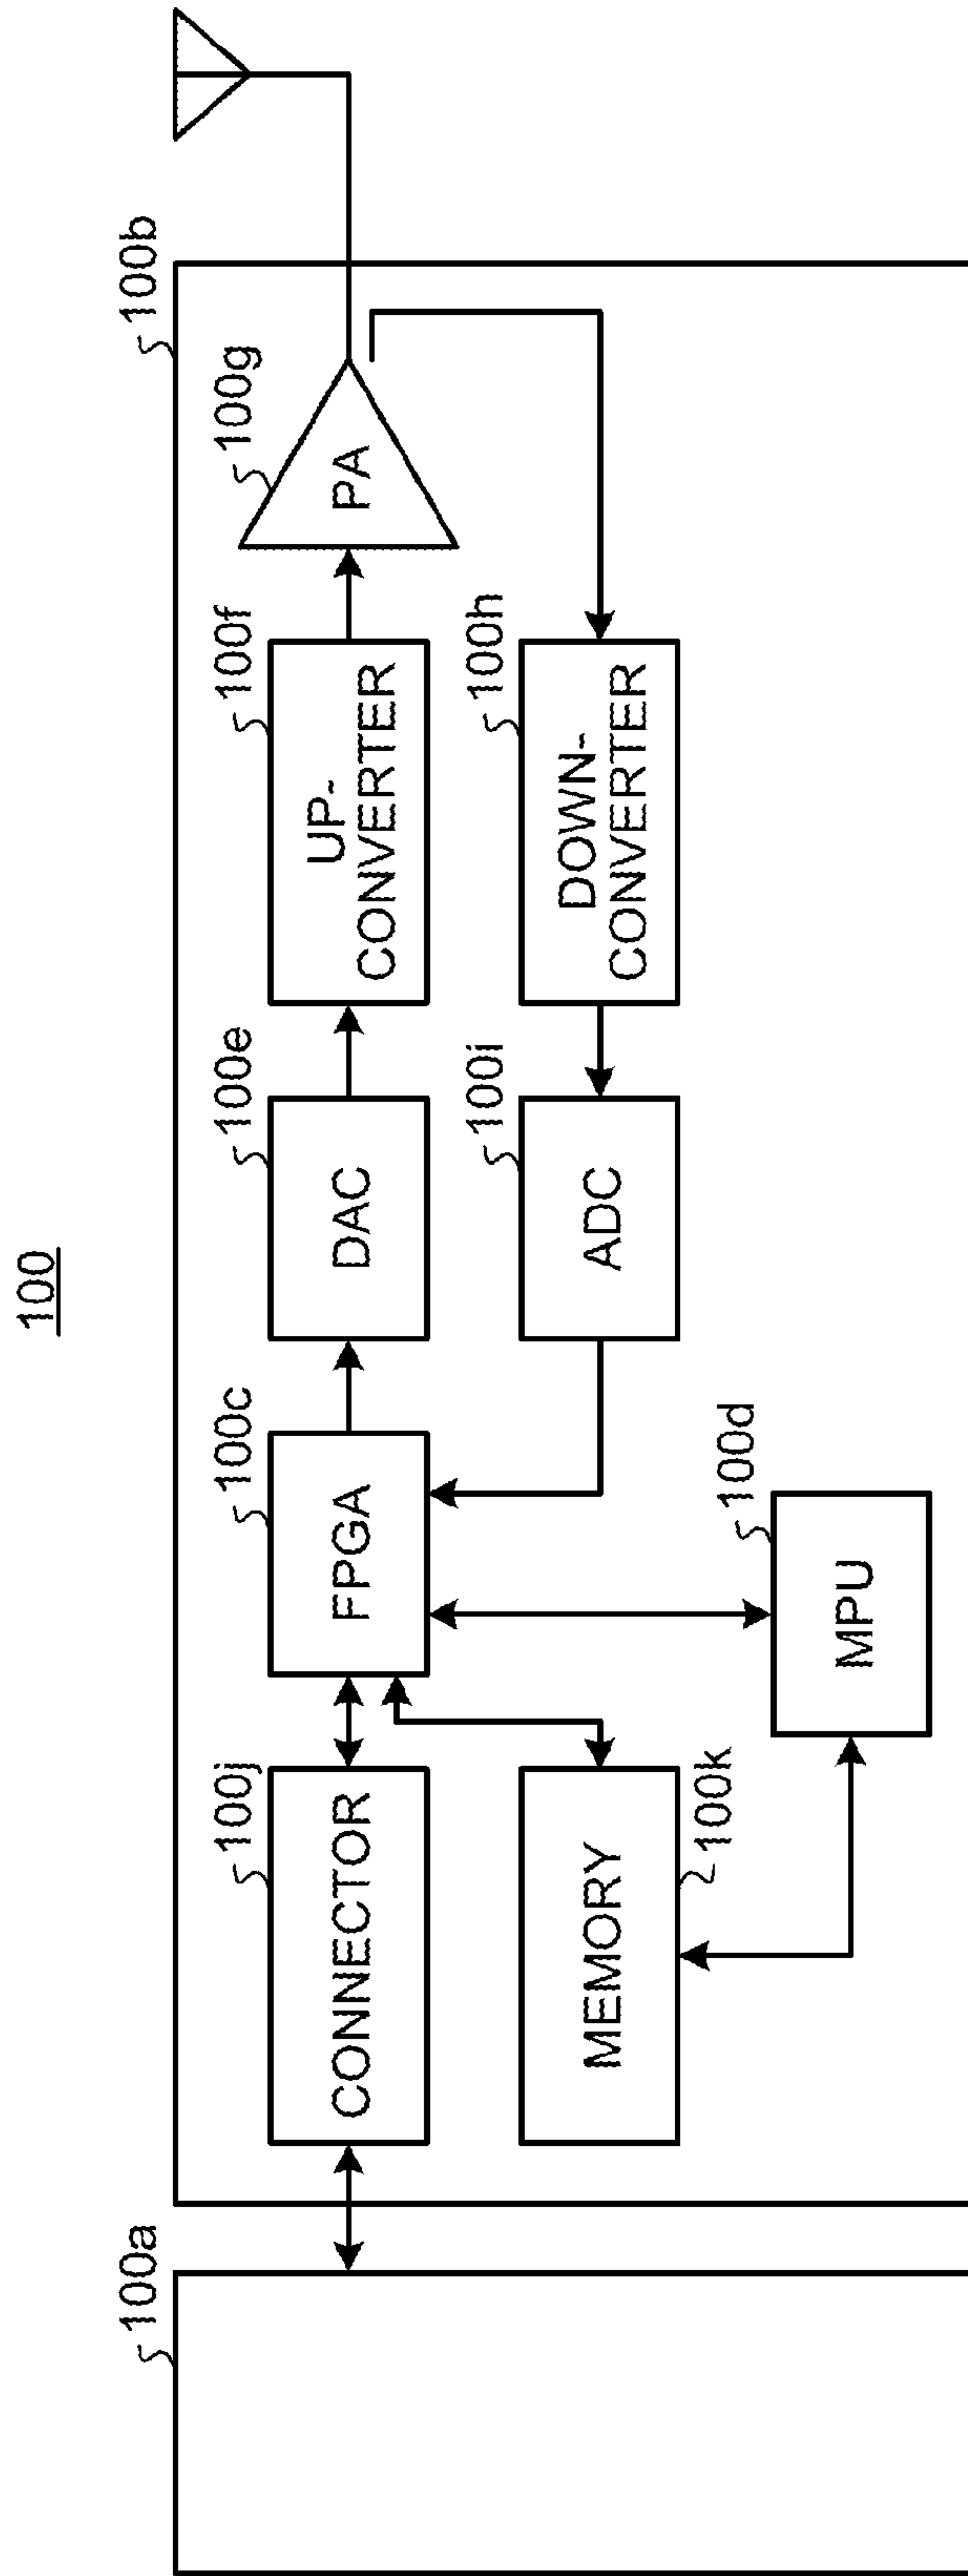 100
100a
100b
100j
CONNECTOR
100c
FPGA
100e
DAC
100f
UP-
CONVERTER
100g
PA
MEMORY
100k
100i
ADC
100h
DOWN-
CONVERTER
100d
MPU